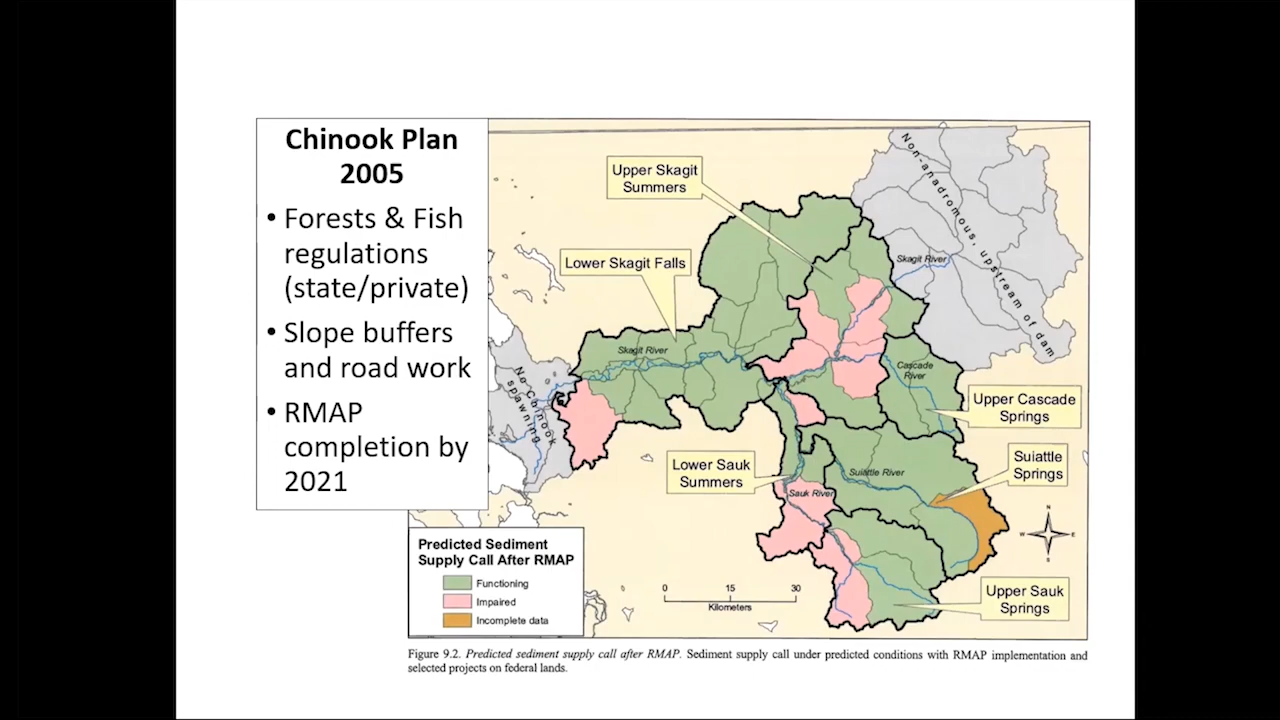 Chinook Plan
2005
• Forests & Fish
regulations
(state/private)
• Slope buffers
and road work
• RMAP
completion by
2021
Upper Skagit
Summers
Lower Skagit Falls
Non-anadromous, upstream of dam
Skagit River
Skagit River
Cascade
River
No Chinook
spawning
Upper Cascade
Springs
Lower Sauk
Summers
Suiattle River
Suiattle
Springs
Sauk River
N
W
E
S
Upper Sauk
Springs
Predicted Sediment
Supply Call After RMAP
Functioning
Impaired
Incomplete data
0 15 30
Kilometers
Figure 9.2. Predicted sediment supply call after RMAP. Sediment supply call under predicted conditions with RMAP implementation and
selected projects on federal lands.